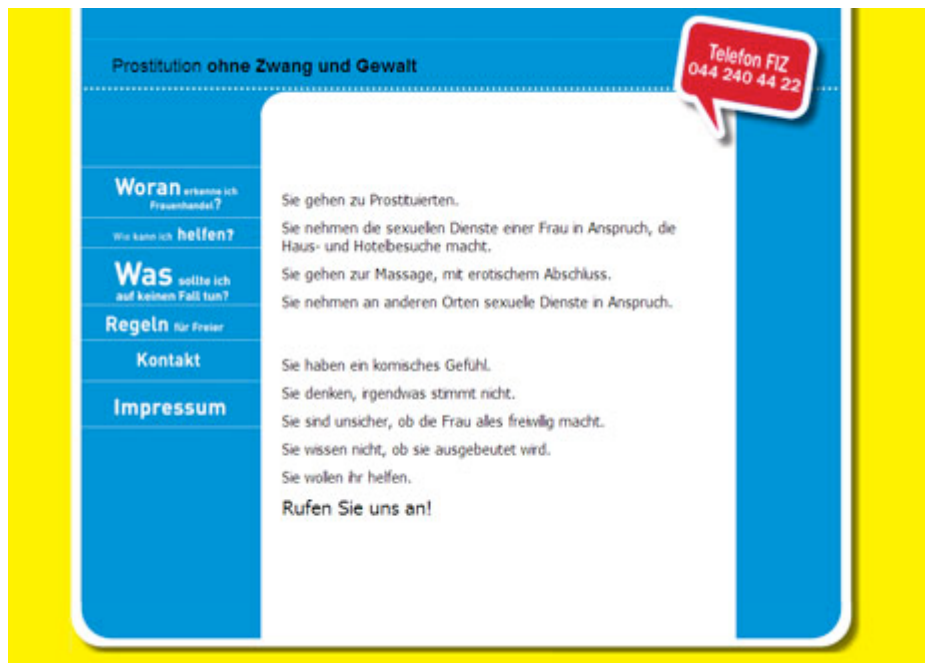 Prostitution ohne Zwang und Gewalt
Telefon FIZ
044 240 44 22
Woran erkenne ich
Frauenhandel?
Wie kann ich helfen?
Was sollte ich
auf keinen Fall tun?
Regeln für Freier
Kontakt
Impressum
Sie gehen zu Prostituierten.
Sie nehmen die sexuellen Dienste einer Frau in Anspruch, die
Haus- und Hotelbesuche macht.
Sie gehen zur Massage, mit erotischem Abschluss.
Sie nehmen an anderen Orten sexuelle Dienste in Anspruch.
Sie haben ein komisches Gefühl.
Sie denken, irgendwas stimmt nicht.
Sie sind unsicher, ob die Frau alles freiwillig macht.
Sie wissen nicht, ob sie ausgebeutet wird.
Sie wollen ihr helfen.
Rufen Sie uns an!